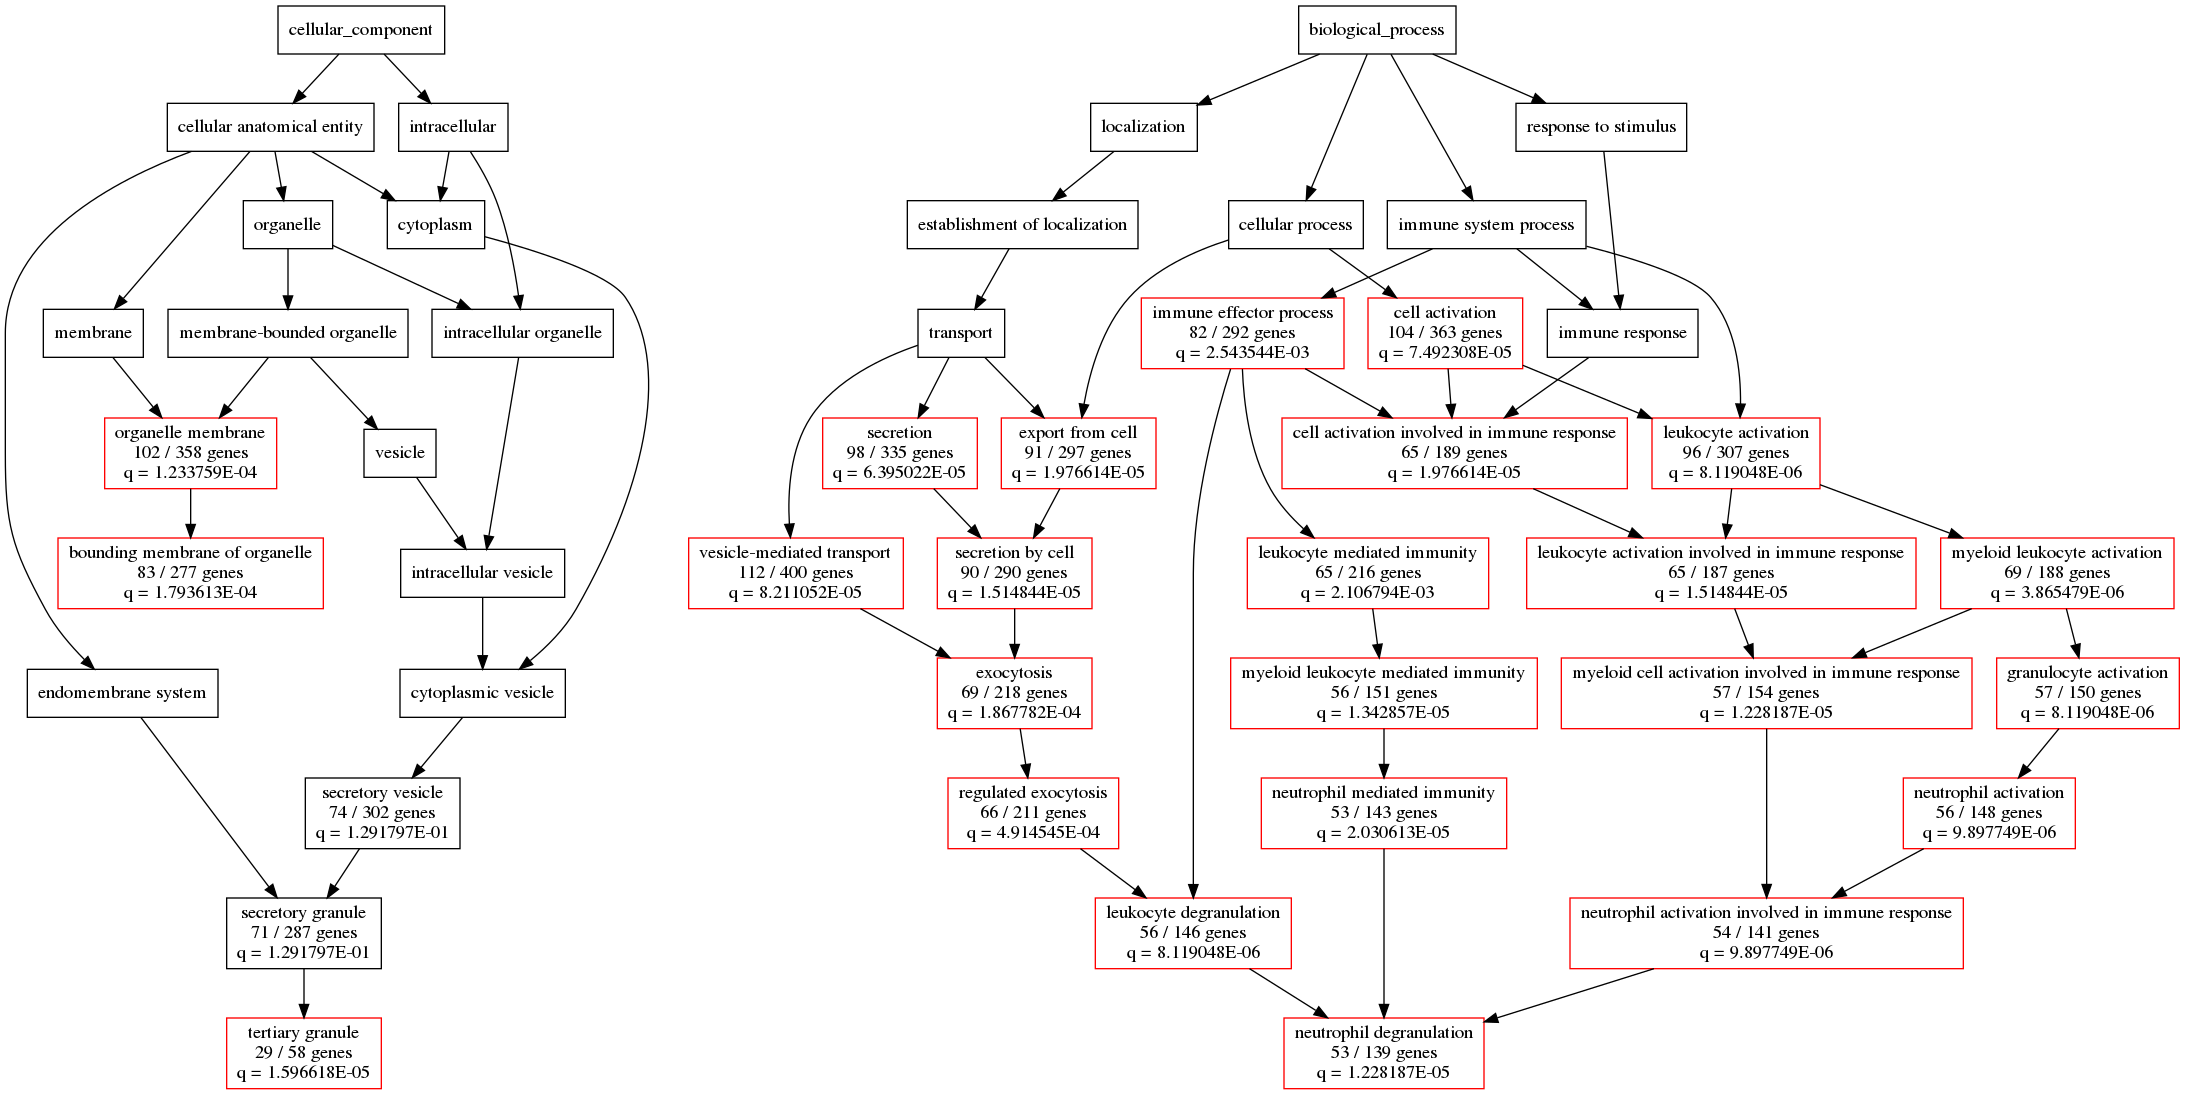 cellular_component
biological_process
cellular anatomical entity
intracellular
localization
response to stimulus
organelle
cytoplasm
establishment of localization
cellular process
immune system process
membrane
membrane-bounded organelle
intracellular organelle
transport
immune effector process
82 / 292 genes
q = 2.543544E-03
cell activation
104 / 363 genes
q = 7.492308E-05
immune response
organelle membrane
102 / 358 genes
q = 1.233759E-04
vesicle
secretion
98 / 335 genes
q = 6.395022E-05
export from cell
91 / 297 genes
q = 1.976614E-05
cell activation involved in immune response
65 / 189 genes
q = 1.976614E-05
leukocyte activation
96 / 307 genes
q = 8.119048E-06
bounding membrane of organelle
83 / 277 genes
q = 1.793613E-04
intracellular vesicle
vesicle-mediated transport
112 / 400 genes
q = 8.211052E-05
secretion by cell
90 / 290 genes
q = 1.514844E-05
leukocyte mediated immunity
65 / 216 genes
q = 2.106794E-03
leukocyte activation involved in immune response
65 / 187 genes
q = 1.514844E-05
myeloid leukocyte activation
69 / 188 genes
q = 3.865479E-06
endomembrane system
cytoplasmic vesicle
exocytosis
69 / 218 genes
q = 1.867782E-04
myeloid leukocyte mediated immunity
56 / 151 genes
q = 1.342857E-05
myeloid cell activation involved in immune response
57 / 154 genes
q = 1.228187E-05
granulocyte activation
57 / 150 genes
q = 8.119048E-06
secretory vesicle
74 / 302 genes
q = 1.291797E-01
regulated exocytosis
66 / 211 genes
q = 4.914545E-04
neutrophil mediated immunity
53 / 143 genes
q = 2.030613E-05
neutrophil activation
56 / 148 genes
q = 9.897749E-06
secretory granule
71 / 287 genes
q = 1.291797E-01
leukocyte degranulation
56 / 146 genes
q = 8.119048E-06
neutrophil activation involved in immune response
54 / 141 genes
q = 9.897749E-06
tertiary granule
29 / 58 genes
q = 1.596618E-05
neutrophil degranulation
53 / 139 genes
q = 1.228187E-05